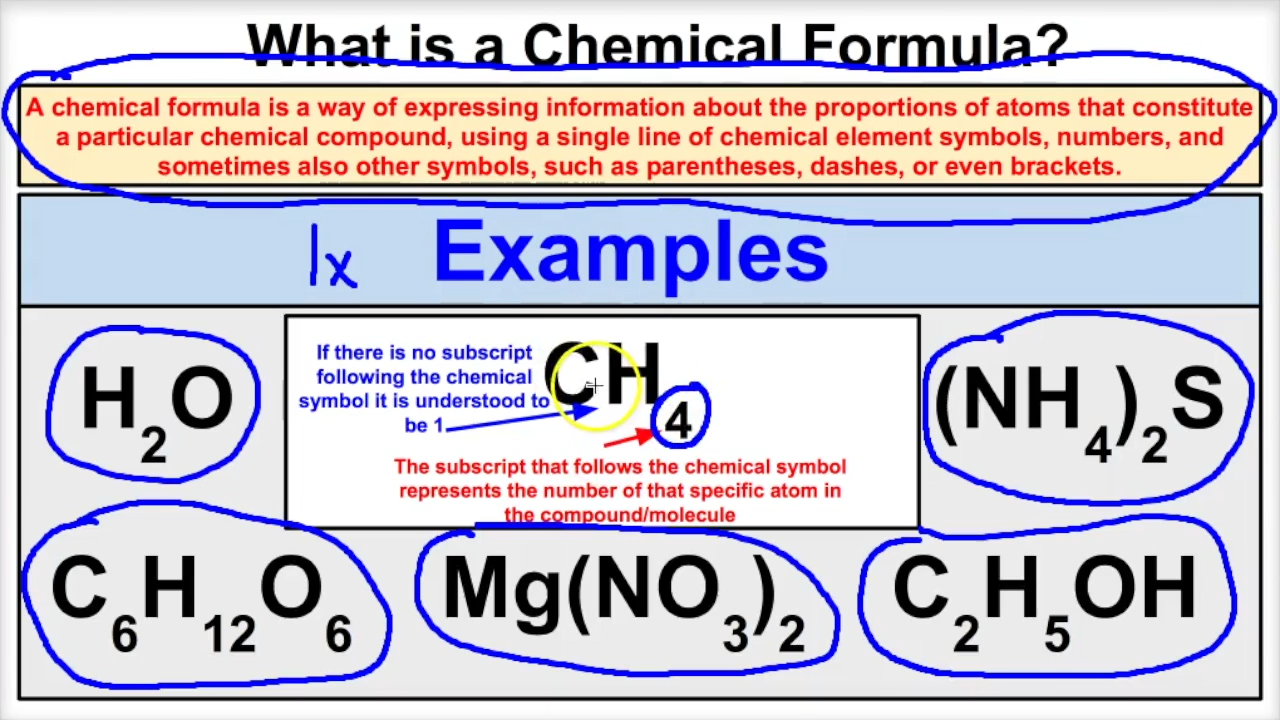 What is a Chemical Formula?
A chemical formula is a way of expressing information about the proportions of atoms that constitute
a particular chemical compound, using a single line of chemical element symbols, numbers, and
sometimes also other symbols, such as parentheses, dashes, or even brackets.
1x Examples
H2O
If there is no subscript
following the chemical
symbol it is understood to
be 1
CH4
The subscript that follows the chemical symbol
represents the number of that specific atom in
the compound/molecule
(NH4)2S
C6H12O6
Mg(NO3)2
C2H5OH